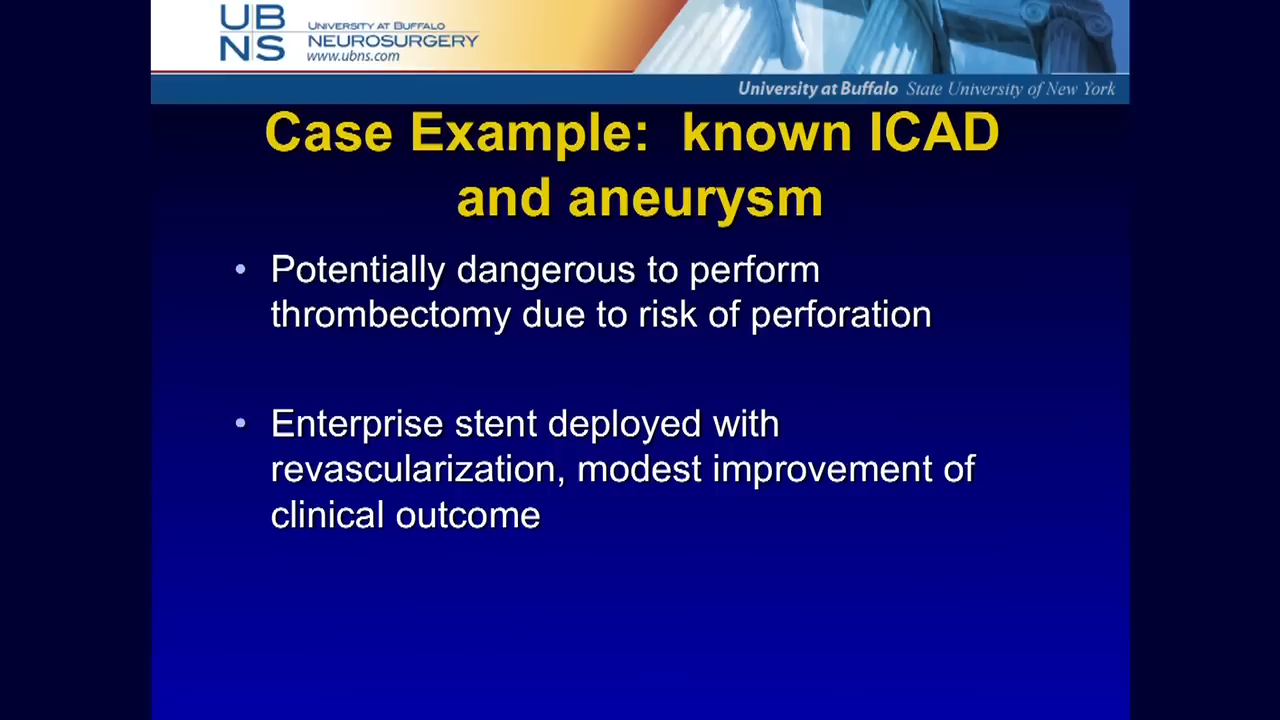 UB
NS
UNIVERSITY AT BUFFALO
NEUROSURGERY
www.ubns.com
University at Buffalo State University of New York
Case Example: known ICAD
and aneurysm
• Potentially dangerous to perform
thrombectomy due to risk of perforation
• Enterprise stent deployed with
revascularization, modest improvement of
clinical outcome